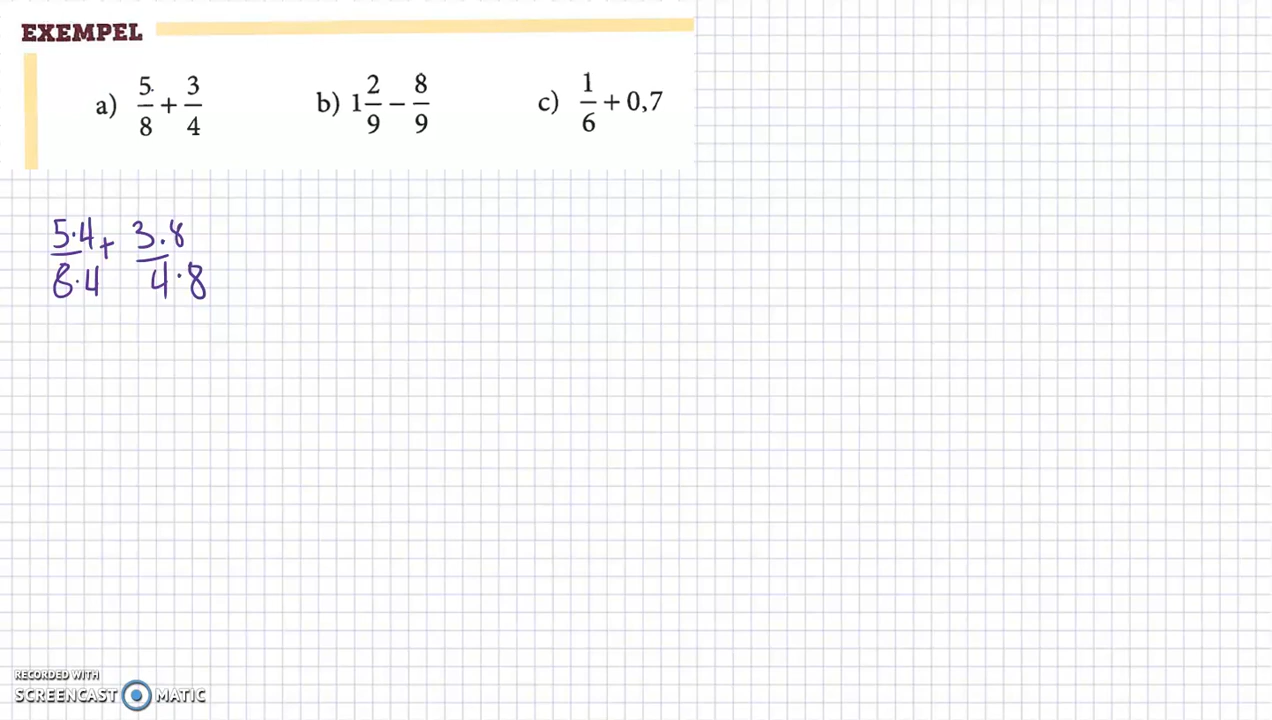 EXEMPEL
a) 5/8 + 3/4 b) 1 2/9 − 8/9 c) 1/6 + 0,7
5·4/8·4 + 3·8/4·8
RECORDED WITH
SCREENCAST MATIC